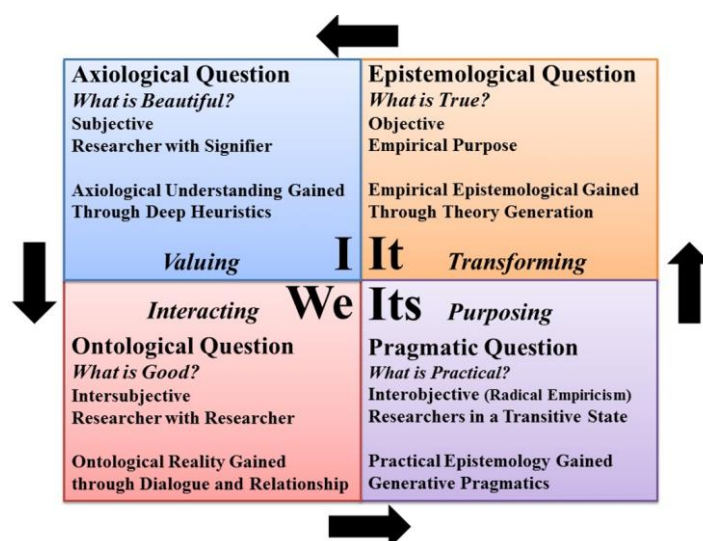 Axiological Question
What is Beautiful?
Subjective
Researcher with Signifier
Axiological Understanding Gained
Through Deep Heuristics
Valuing
I
Epistemological Question
What is True?
Objective
Empirical Purpose
Empirical Epistemological Gained
Through Theory Generation
It
Transforming
Interacting
We
Ontological Question
What is Good?
Intersubjective
Researcher with Researcher
Ontological Reality Gained
through Dialogue and Relationship
Its
Purposing
Pragmatic Question
What is Practical?
Interobjective (Radical Empiricism)
Researchers in a Transitive State
Practical Epistemology Gained
Generative Pragmatics